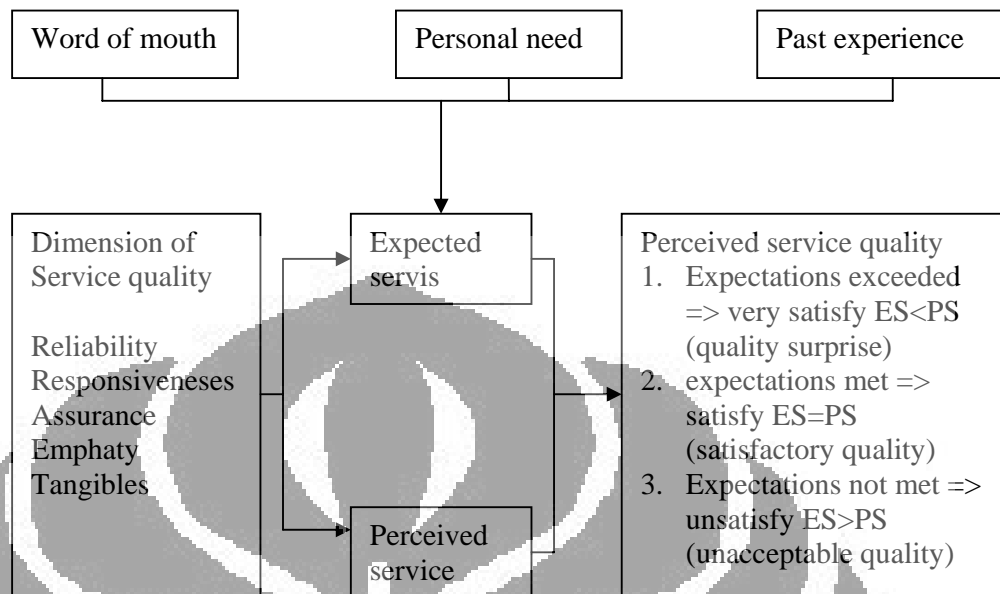 Word of mouth
Personal need
Past experience
Dimension of
Service quality
Reliability
Responsiveneses
Assurance
Emphaty
Tangibles
Expected
servis
Perceived
service
Perceived service quality
1. Expectations exceeded
=> very satisfy ES<PS
(quality surprise)
2. expectations met =>
satisfy ES=PS
(satisfactory quality)
3. Expectations not met =>
unsatisfy ES>PS
(unacceptable quality)